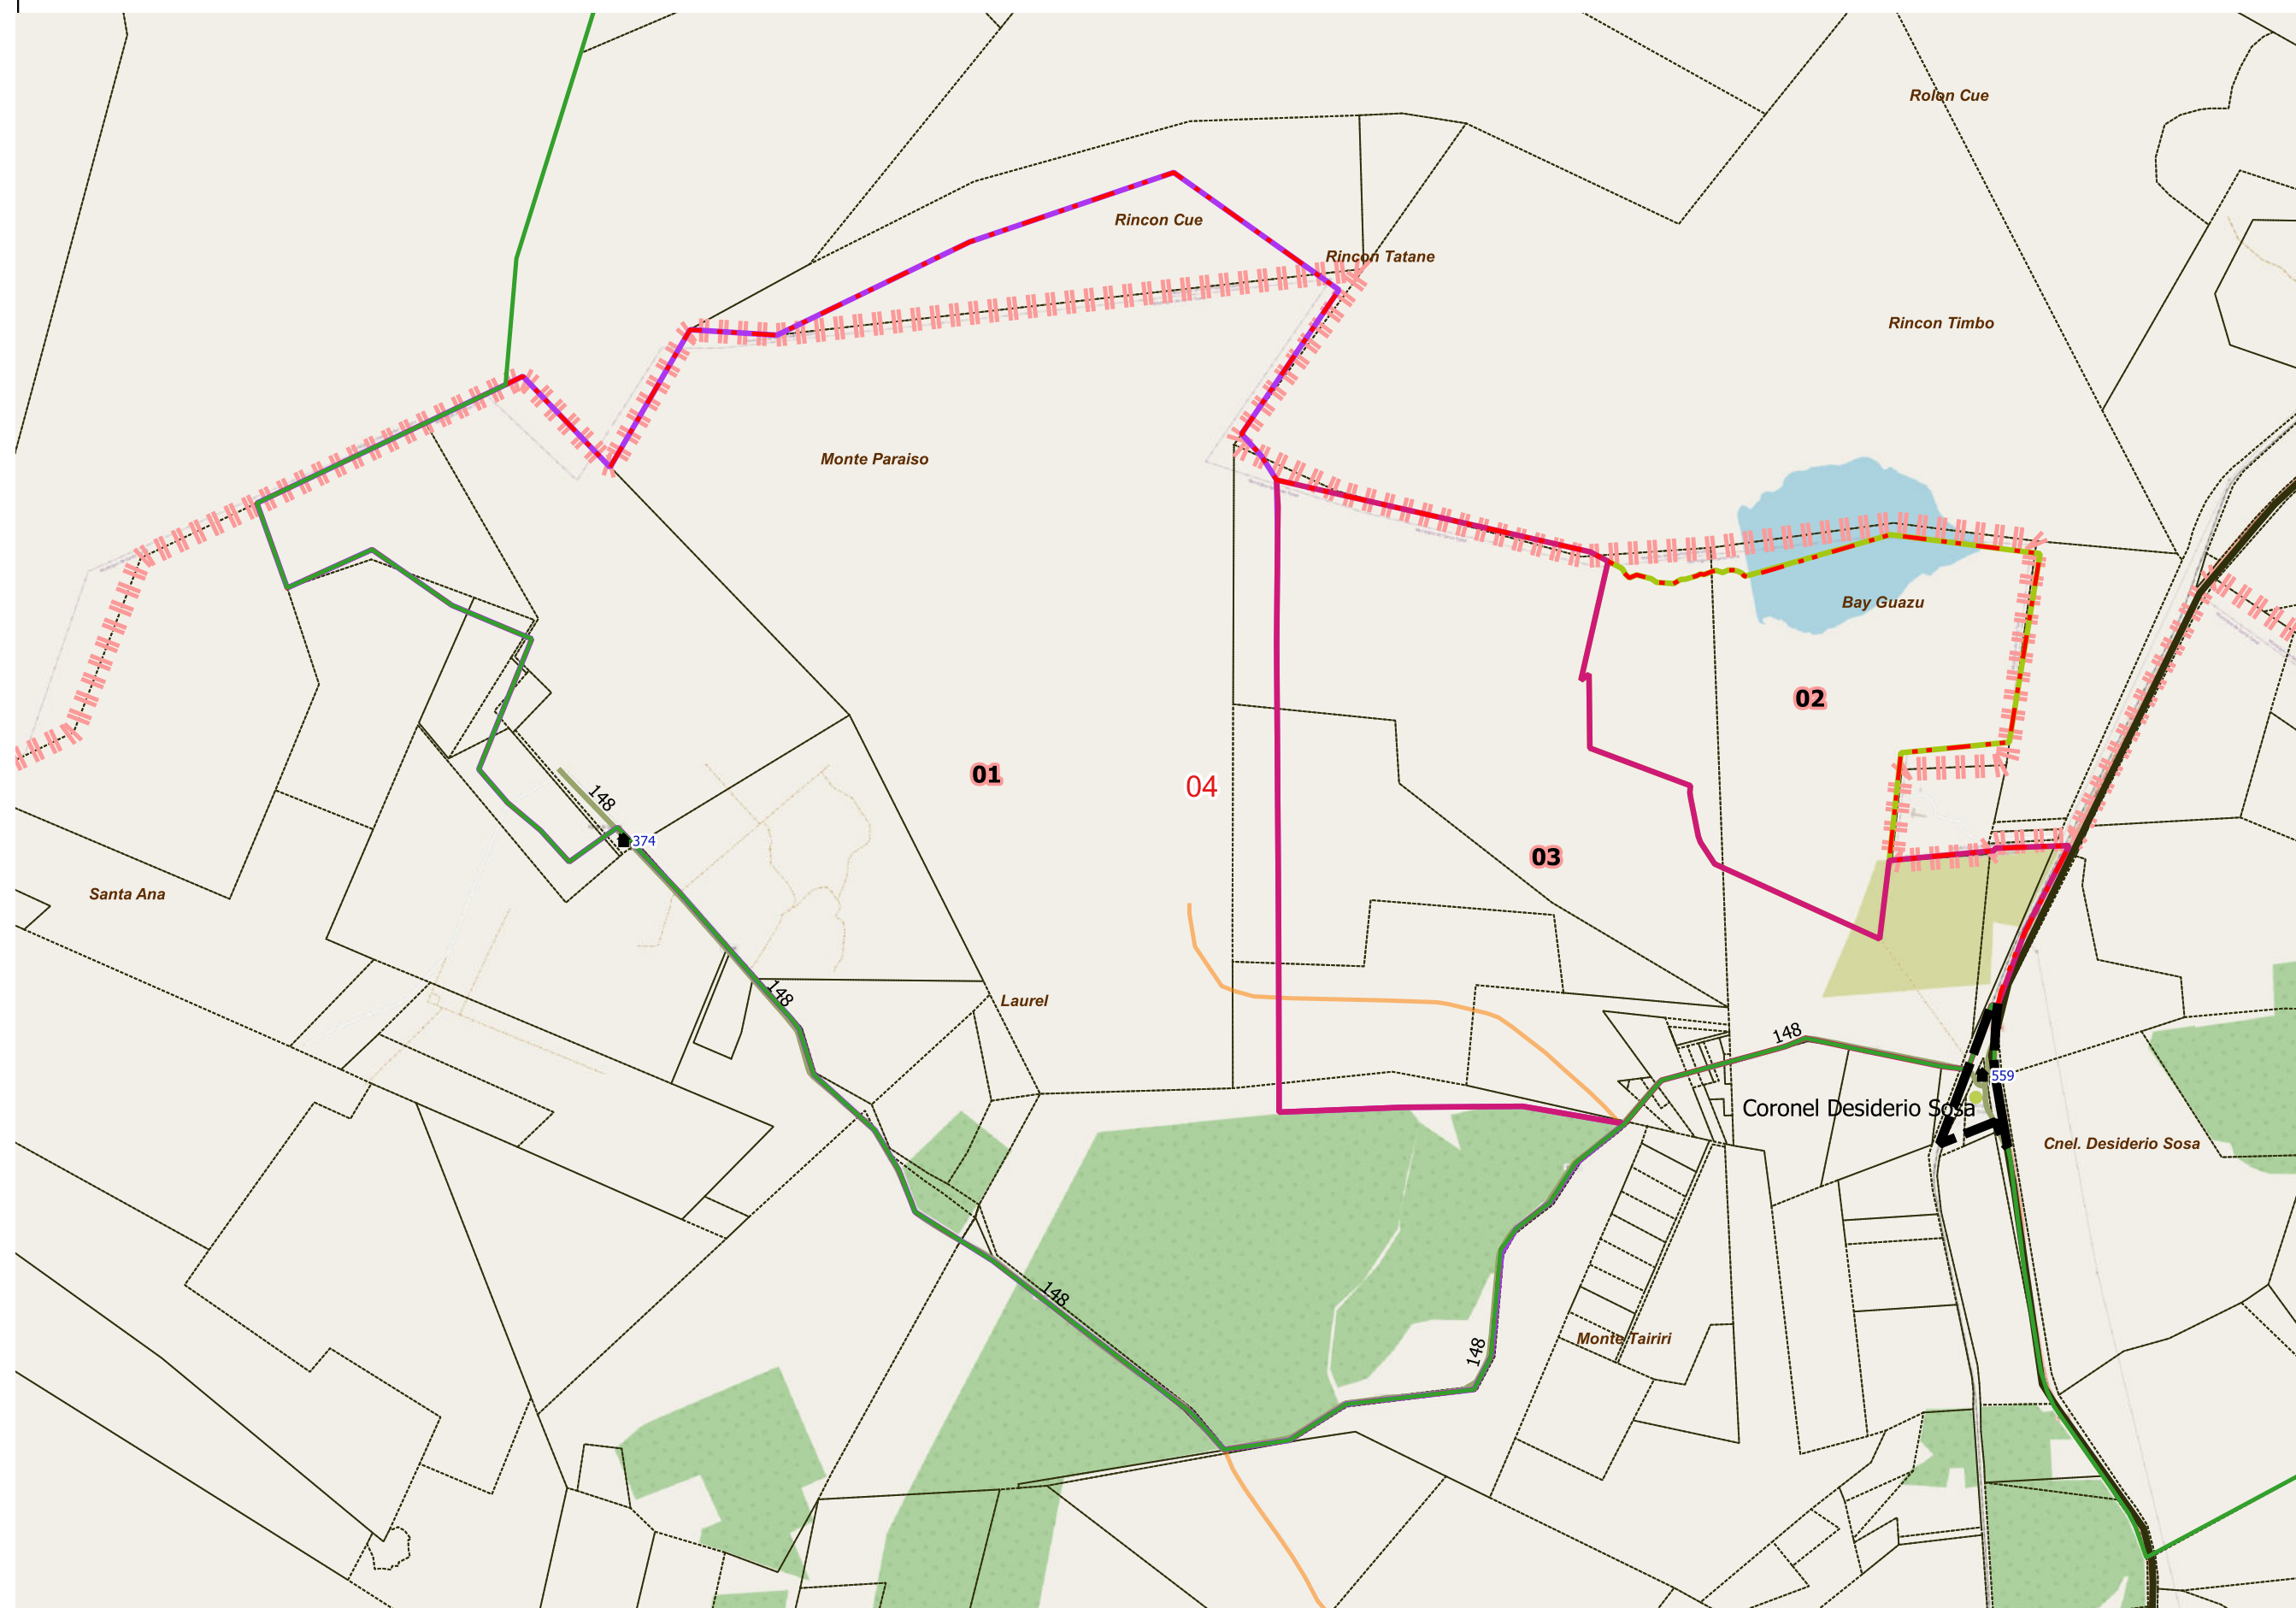 Rolon Cue
Rincon Cue
Rincon Tatane
Rincon Timbo
Monte Paraiso
Bay Guazu
02
01
04
148
374
03
Santa Ana
148
Laurel
148
559
Coronel Desiderio Sosa
Cnel. Desiderio Sosa
148
Monte Tairiri
148